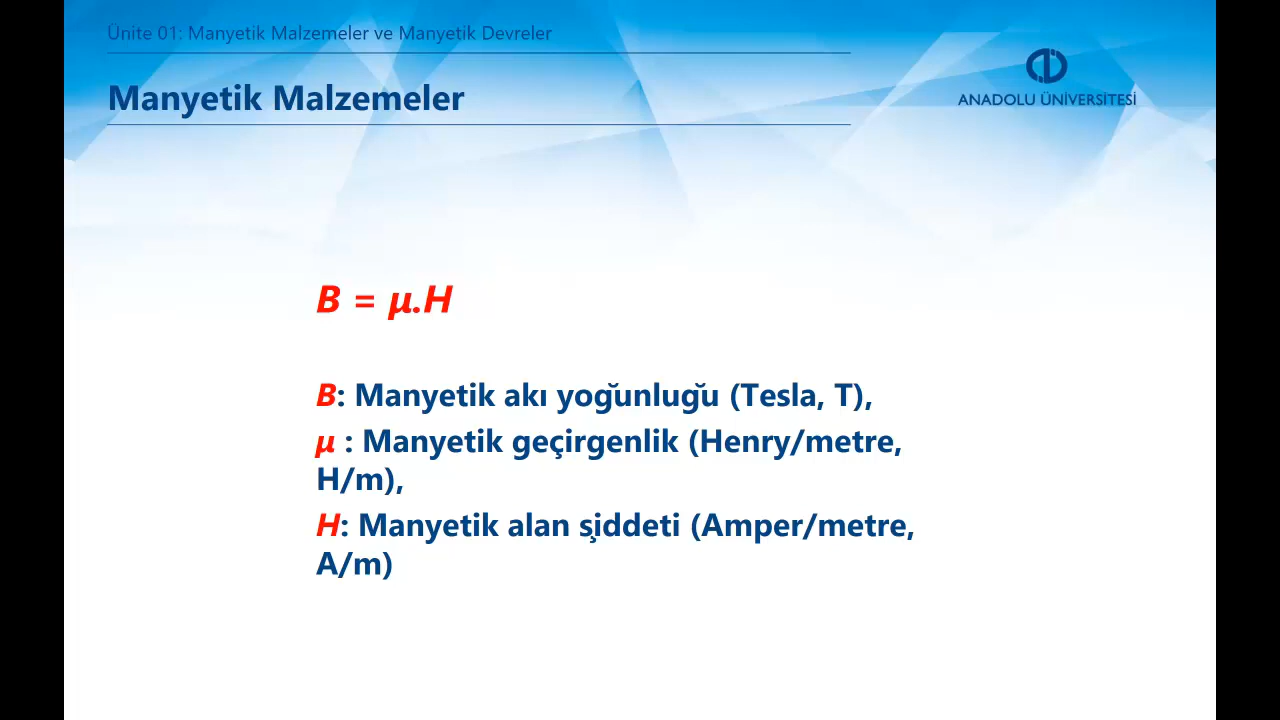 Ünite 01: Manyetik Malzemeler ve Manyetik Devreler
Manyetik Malzemeler
ANADOLU ÜNİVERSİTESİ
B = μ.H
B: Manyetik akı yoğunluğu (Tesla, T),
μ : Manyetik geçirgenlik (Henry/metre,
H/m),
H: Manyetik alan şiddeti (Amper/metre,
A/m)